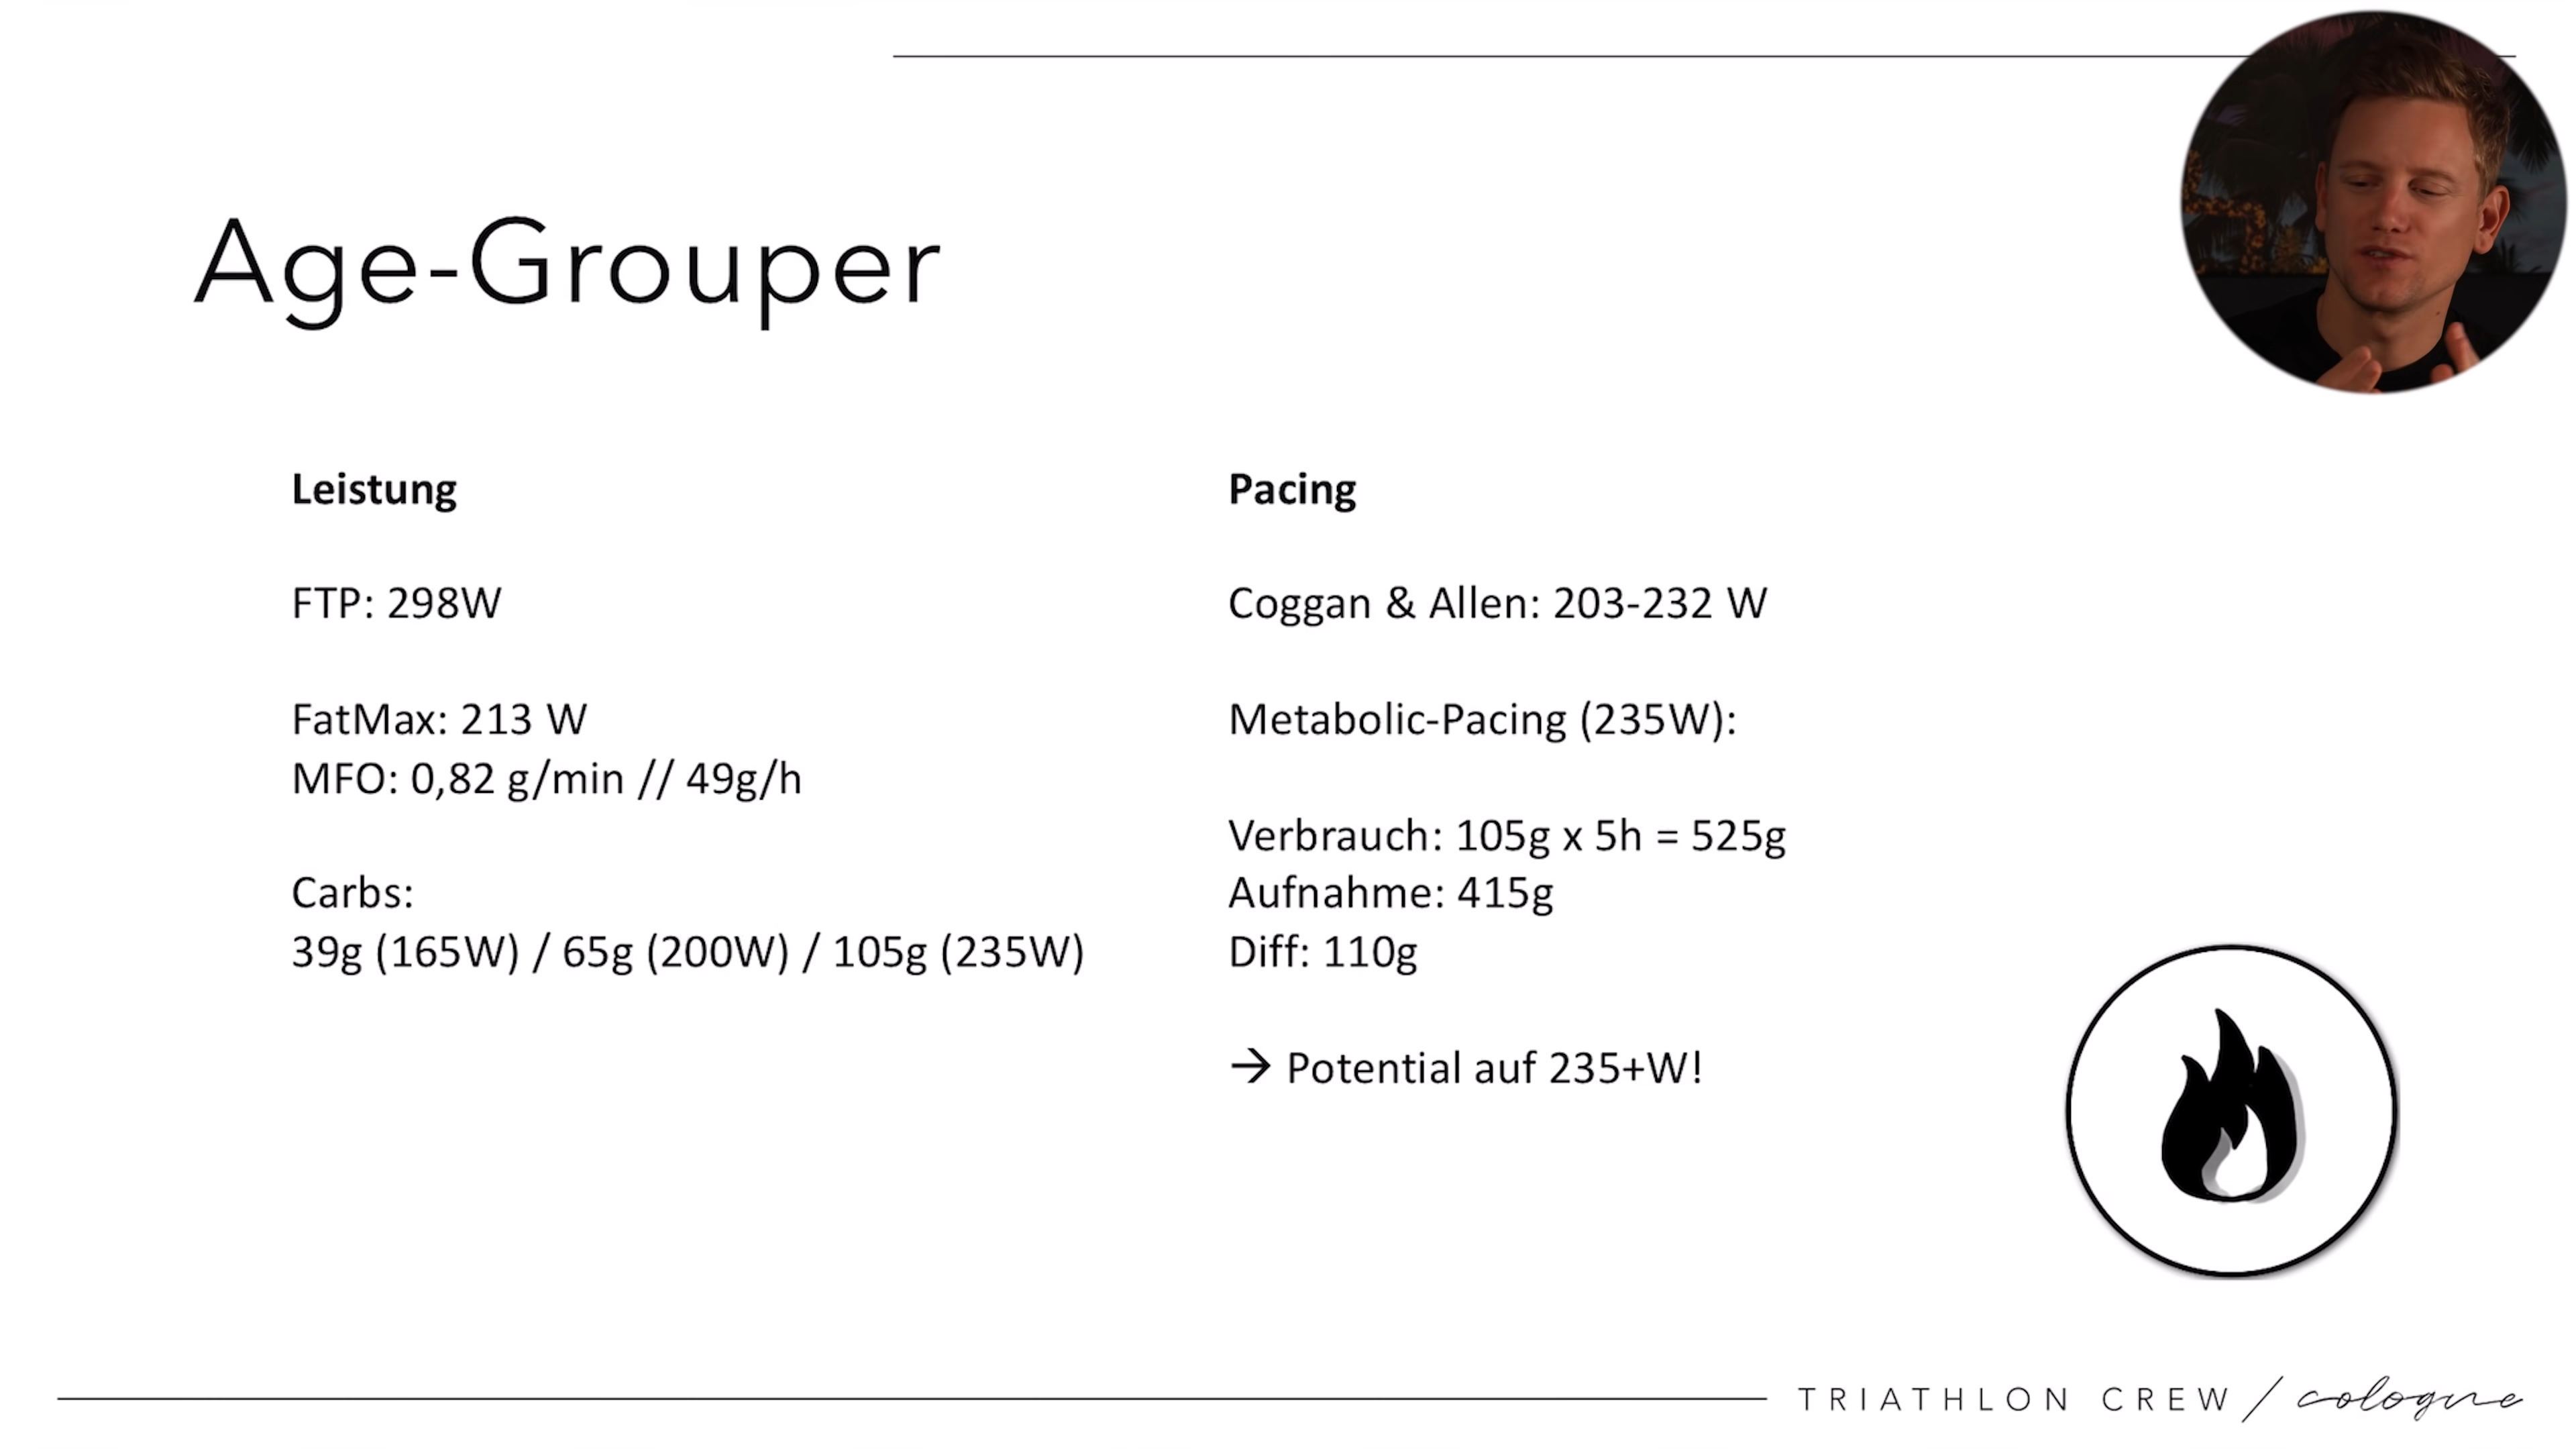 Age-Grouper
Leistung
FTP: 298W
FatMax: 213 W
MFO: 0,82 g/min // 49g/h
Carbs:
39g (165W) / 65g (200W) / 105g (235W)
Pacing
Coggan & Allen: 203-232 W
Metabolic-Pacing (235W):
Verbrauch: 105g x 5h = 525g
Aufnahme: 415g
Diff: 110g
→ Potential auf 235+W!
TRIATHLON CREW / cologne